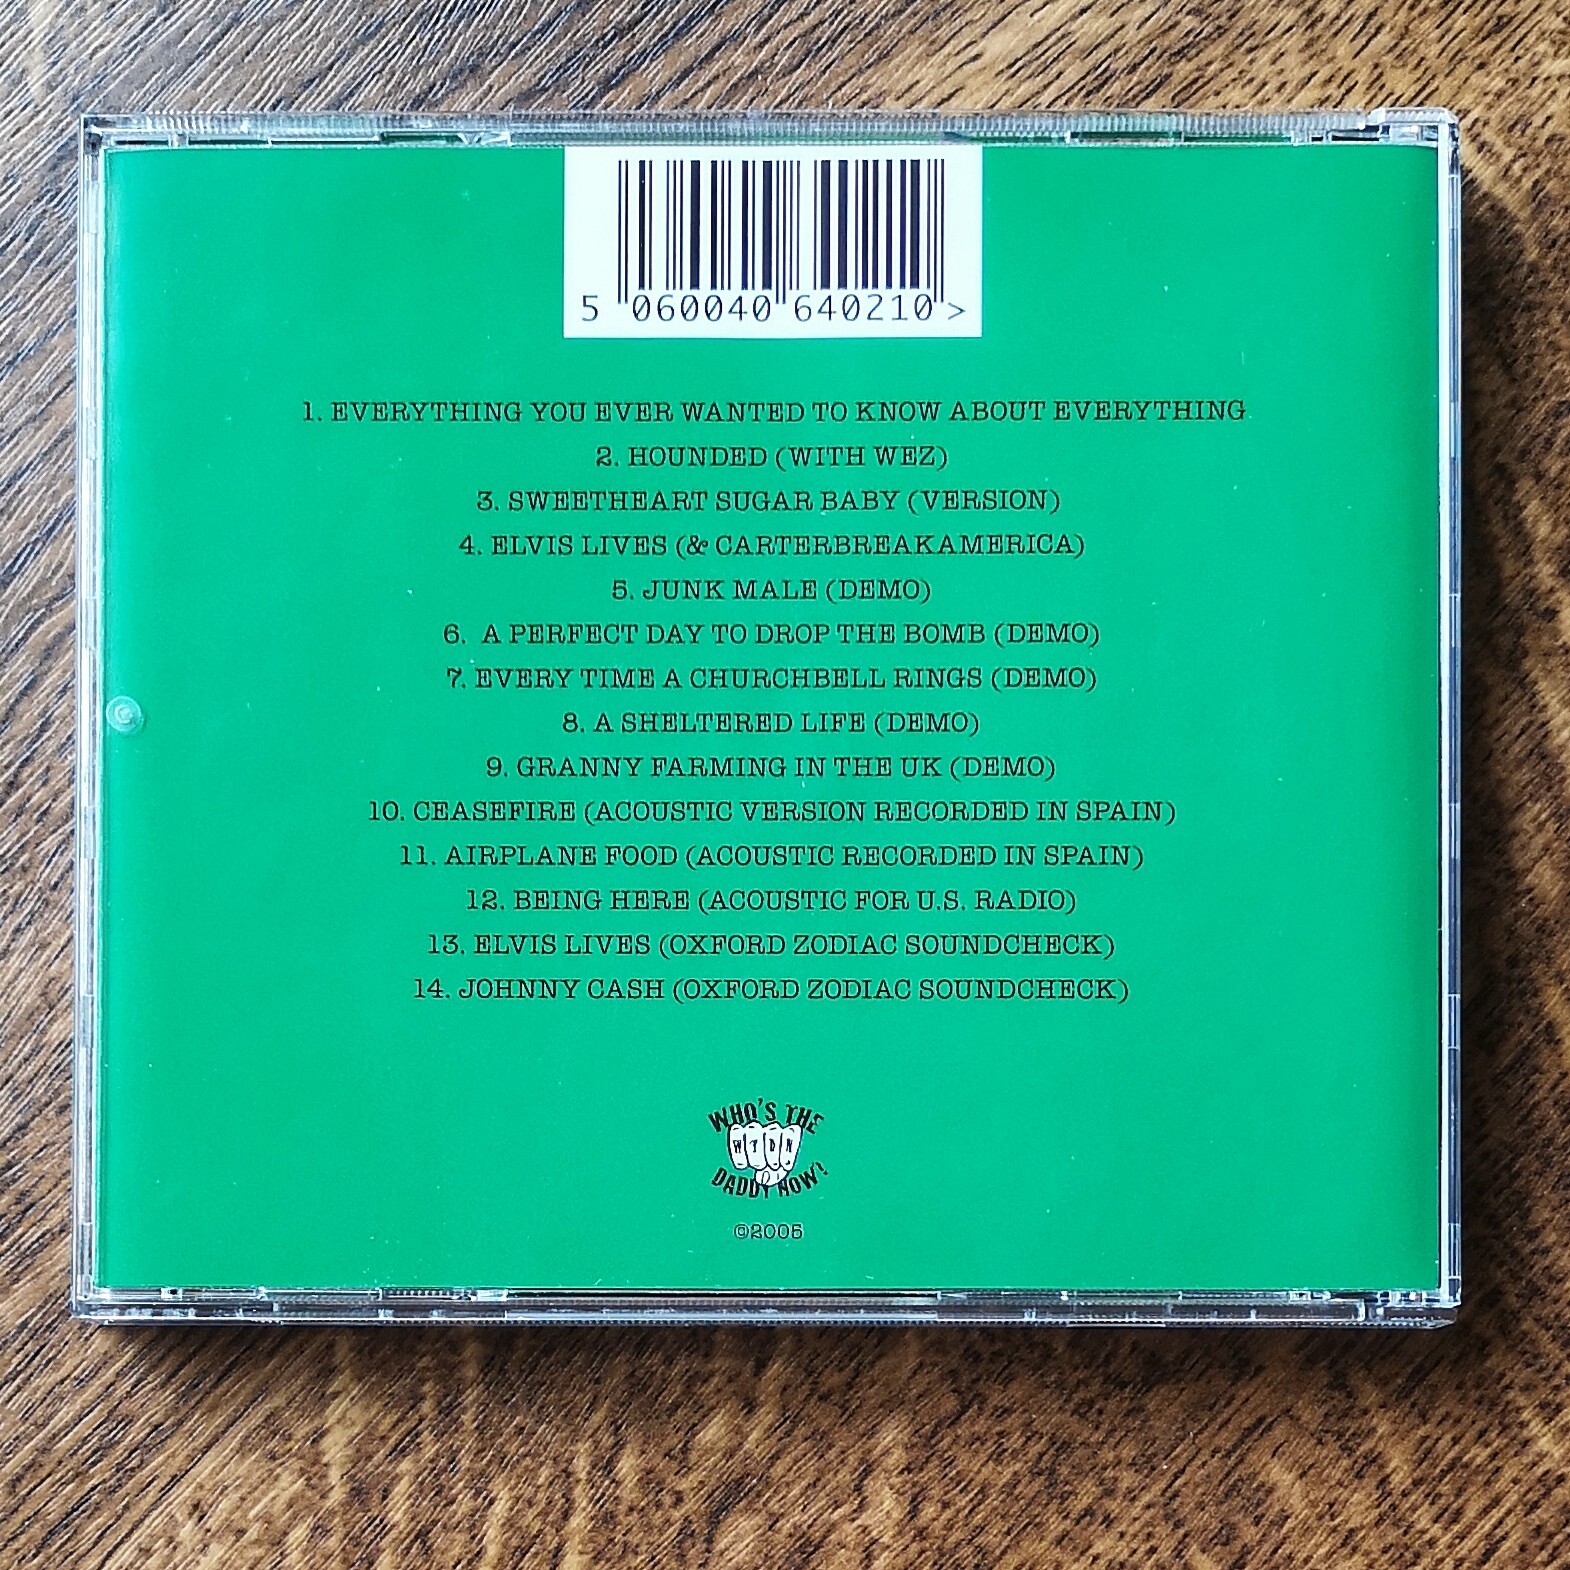 5 060040 640210 >
1. EVERYTHING YOU EVER WANTED TO KNOW ABOUT EVERYTHING
2. HOUNDED (WITH WEZ)
3. SWEETHEART SUGAR BABY (VERSION)
4. ELVIS LIVES (& CARTERBREAKAMERICA)
5. JUNK MALE (DEMO)
6. A PERFECT DAY TO DROP THE BOMB (DEMO)
7. EVERY TIME A CHURCHBELL RINGS (DEMO)
8. A SHELTERED LIFE (DEMO)
9. GRANNY FARMING IN THE UK (DEMO)
10. CEASEFIRE (ACOUSTIC VERSION RECORDED IN SPAIN)
11. AIRPLANE FOOD (ACOUSTIC RECORDED IN SPAIN)
12. BEING HERE (ACOUSTIC FOR U.S. RADIO)
13. ELVIS LIVES (OXFORD ZODIAC SOUNDCHECK)
14. JOHNNY CASH (OXFORD ZODIAC SOUNDCHECK)
WHO'S THE
WTDN
DADDY NOW?
©2005